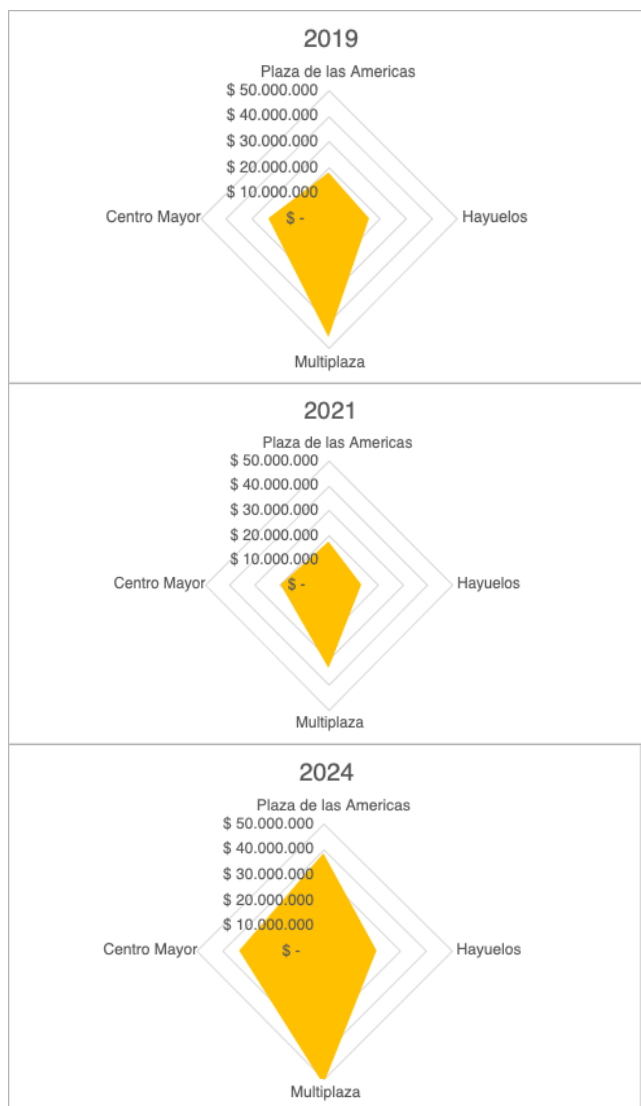 2019
Plaza de las Americas
$ 50.000.000
$ 40.000.000
$ 30.000.000
$ 20.000.000
$ 10.000.000
Centro Mayor $ - Hayuelos
Multiplaza
2021
Plaza de las Americas
$ 50.000.000
$ 40.000.000
$ 30.000.000
$ 20.000.000
$ 10.000.000
Centro Mayor $ - Hayuelos
Multiplaza
2024
Plaza de las Americas
$ 50.000.000
$ 40.000.000
$ 30.000.000
$ 20.000.000
$ 10.000.000
Centro Mayor $ - Hayuelos
Multiplaza